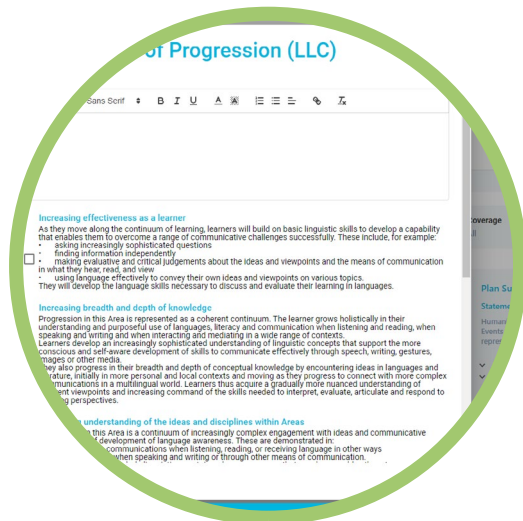 of Progression (LLC)
Sans Serif B I U A A
Increasing effectiveness as a learner
As they move along the continuum of learning, learners will build on basic linguistic skills to develop a capability
that enables them to overcome a range of communicative challenges successfully. These include, for example:
· asking increasingly sophisticated questions
· finding information independently
· making evaluative and critical judgements about the ideas and viewpoints and the means of communication
in what they hear, read, and view
· using language effectively to convey their own ideas and viewpoints on various topics.
They will develop the language skills necessary to discuss and evaluate their learning in languages.
Increasing breadth and depth of knowledge
Progression in this Area is represented as a coherent continuum. The learner grows holistically in their
understanding and purposeful use of languages, literacy and communication when listening and reading, when
speaking and writing and when interacting and mediating in a wide range of contexts.
Learners develop an increasingly sophisticated understanding of linguistic concepts that support the more
conscious and self-aware development of skills to communicate effectively through speech, writing, gestures,
images or other media.
They also progress in their breadth and depth of conceptual knowledge by encountering ideas in languages and
literature, initially in more personal and local contexts and moving as they progress to connect with more complex
communications in a multilingual world. Learners thus acquire a gradually more nuanced understanding of
viewpoints and increasing command of the skills needed to interpret, evaluate, articulate and respond to
perspectives.
understanding of the ideas and disciplines within Areas
this Area is a continuum of increasingly complex engagement with ideas and communicative
development of language awareness. These are demonstrated in:
communications when listening, reading, or receiving language in other ways
when speaking and writing or through other means of communication.
overage
Plan Su
Stateme
Human
Events
repre